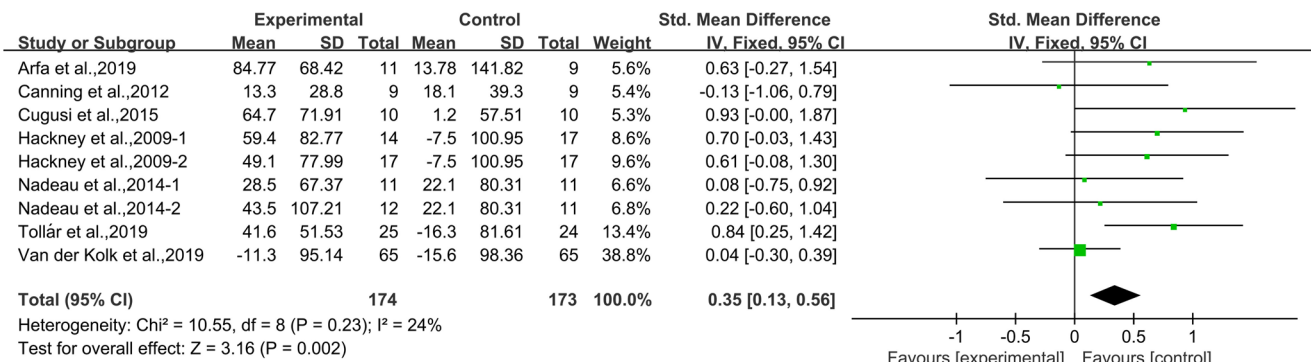 Experimental Control Std. Mean Difference Std. Mean Difference
Study or Subgroup Mean SD Total Mean SD Total Weight IV, Fixed, 95% CI IV, Fixed, 95% CI
Arfa et al.,2019 84.77 68.42 11 13.78 141.82 9 5.6% 0.63 [-0.27, 1.54]
Canning et al.,2012 13.3 28.8 9 18.1 39.3 9 5.4% -0.13 [-1.06, 0.79]
Cugusi et al.,2015 64.7 71.91 10 1.2 57.51 10 5.3% 0.93 [-0.00, 1.87]
Hackney et al.,2009-1 59.4 82.77 14 -7.5 100.95 17 8.6% 0.70 [-0.03, 1.43]
Hackney et al.,2009-2 49.1 77.99 17 -7.5 100.95 17 9.6% 0.61 [-0.08, 1.30]
Nadeau et al.,2014-1 28.5 67.37 11 22.1 80.31 11 6.6% 0.08 [-0.75, 0.92]
Nadeau et al.,2014-2 43.5 107.21 12 22.1 80.31 11 6.8% 0.22 [-0.60, 1.04]
Tollár et al.,2019 41.6 51.53 25 -16.3 81.61 24 13.4% 0.84 [0.25, 1.42]
Van der Kolk et al.,2019 -11.3 95.14 65 -15.6 98.36 65 38.8% 0.04 [-0.30, 0.39]
Total (95% CI) 174 173 100.0% 0.35 [0.13, 0.56]
Heterogeneity: Chi² = 10.55, df = 8 (P = 0.23); I² = 24%
Test for overall effect: Z = 3.16 (P = 0.002)
-1 -0.5 0 0.5 1
Favours [experimental] Favours [control]